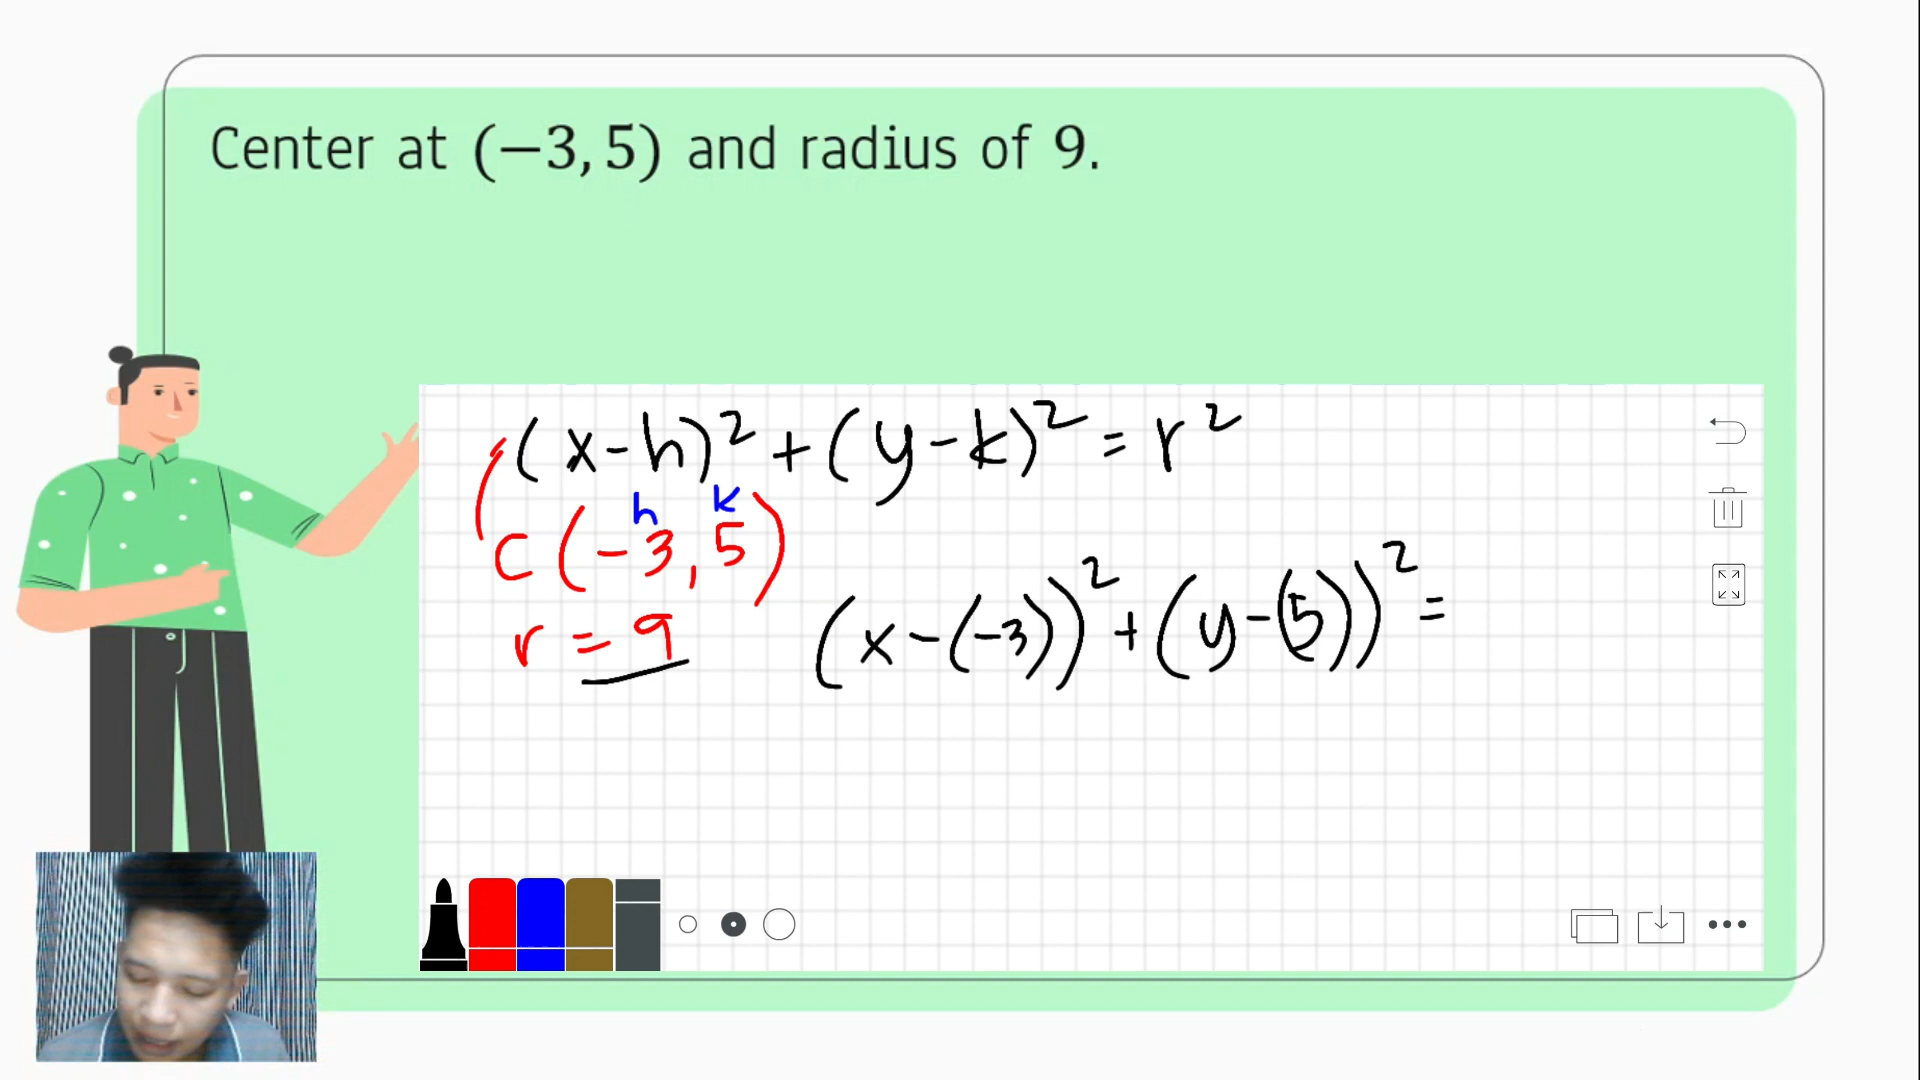 Center at (−3, 5) and radius of 9.
(x-h)² + (y-k)² = r²
h k
C (-3, 5)
r = 9
(x-(-3))² + (y-(5))² =